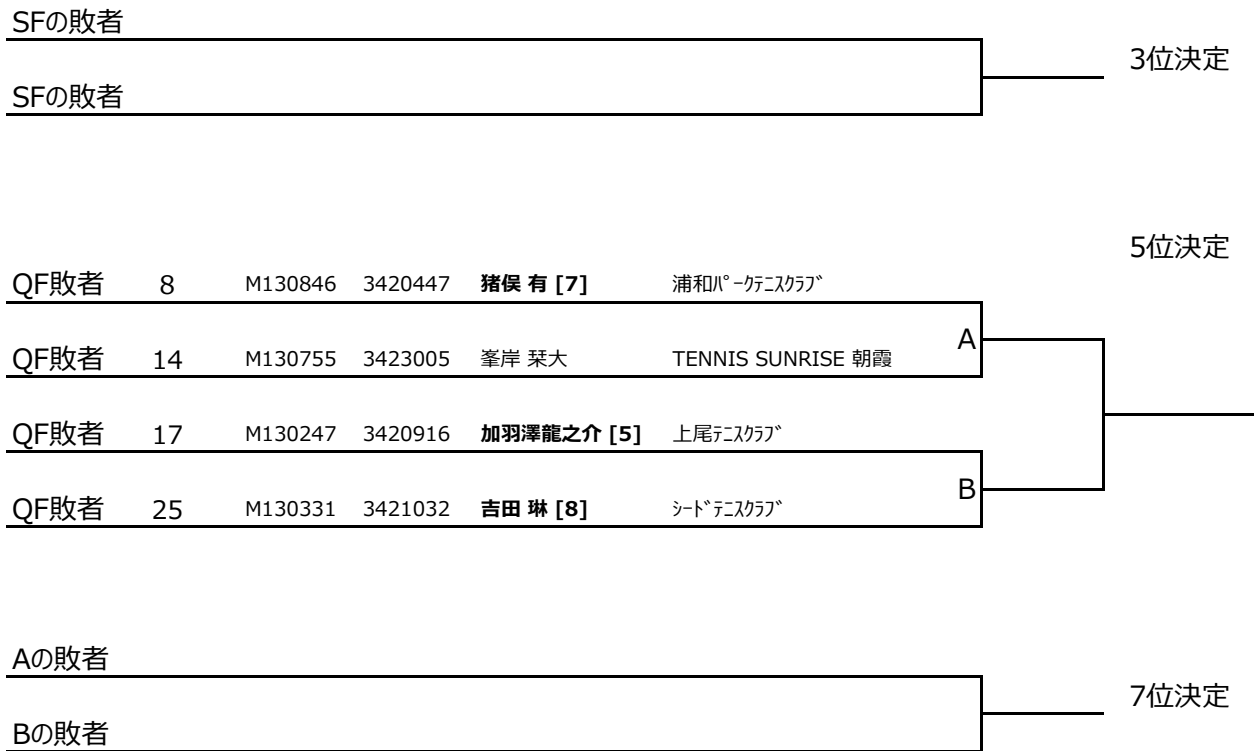 SFの敗者
3位決定
SFの敗者
5位決定
QF敗者 8 M130846 3420447 猪俣 有 [7] 浦和ﾊﾟｰｸﾃﾆｽｸﾗﾌﾞ
A
QF敗者 14 M130755 3423005 峯岸 栞大 TENNIS SUNRISE 朝霞
QF敗者 17 M130247 3420916 加羽澤龍之介 [5] 上尾ﾃﾆｽｸﾗﾌﾞ
B
QF敗者 25 M130331 3421032 吉田 琳 [8] ｼｰﾄﾞﾃﾆｽｸﾗﾌﾞ
Aの敗者
7位決定
Bの敗者